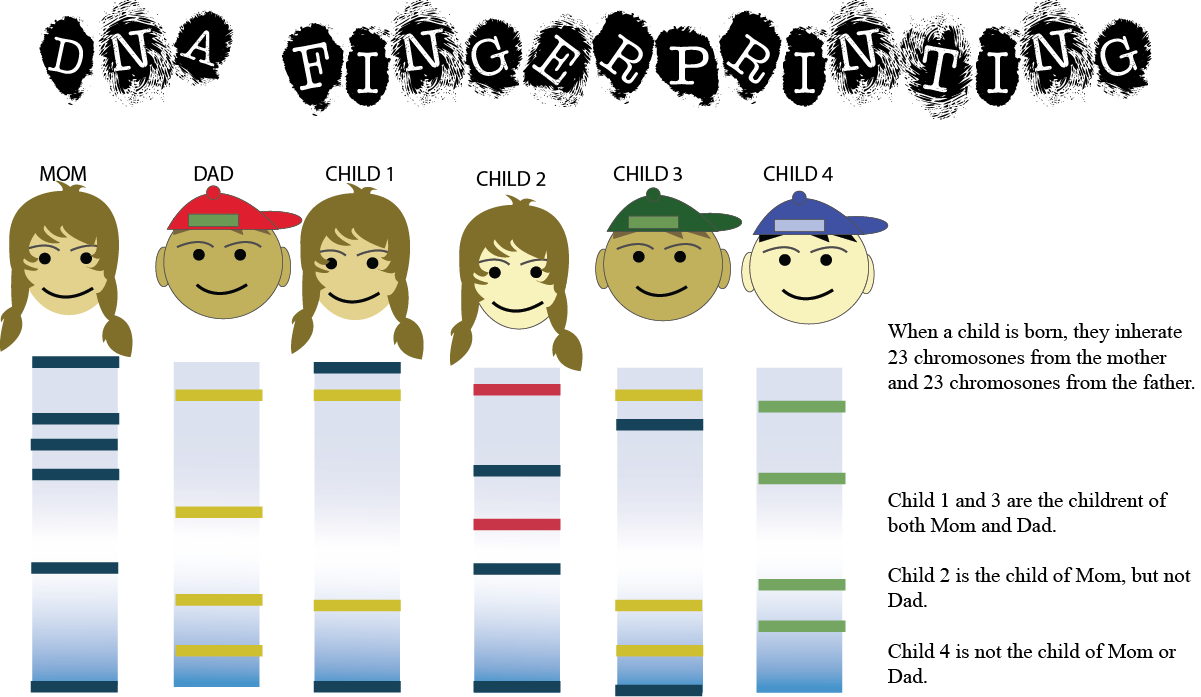 DNA FINGERPRINTING
MOM DAD CHILD 1 CHILD 2 CHILD 3 CHILD 4
When a child is born, they inherate
23 chromosones from the mother
and 23 chromosones from the father.
Child 1 and 3 are the childrent of
both Mom and Dad.
Child 2 is the child of Mom, but not
Dad.
Child 4 is not the child of Mom or
Dad.